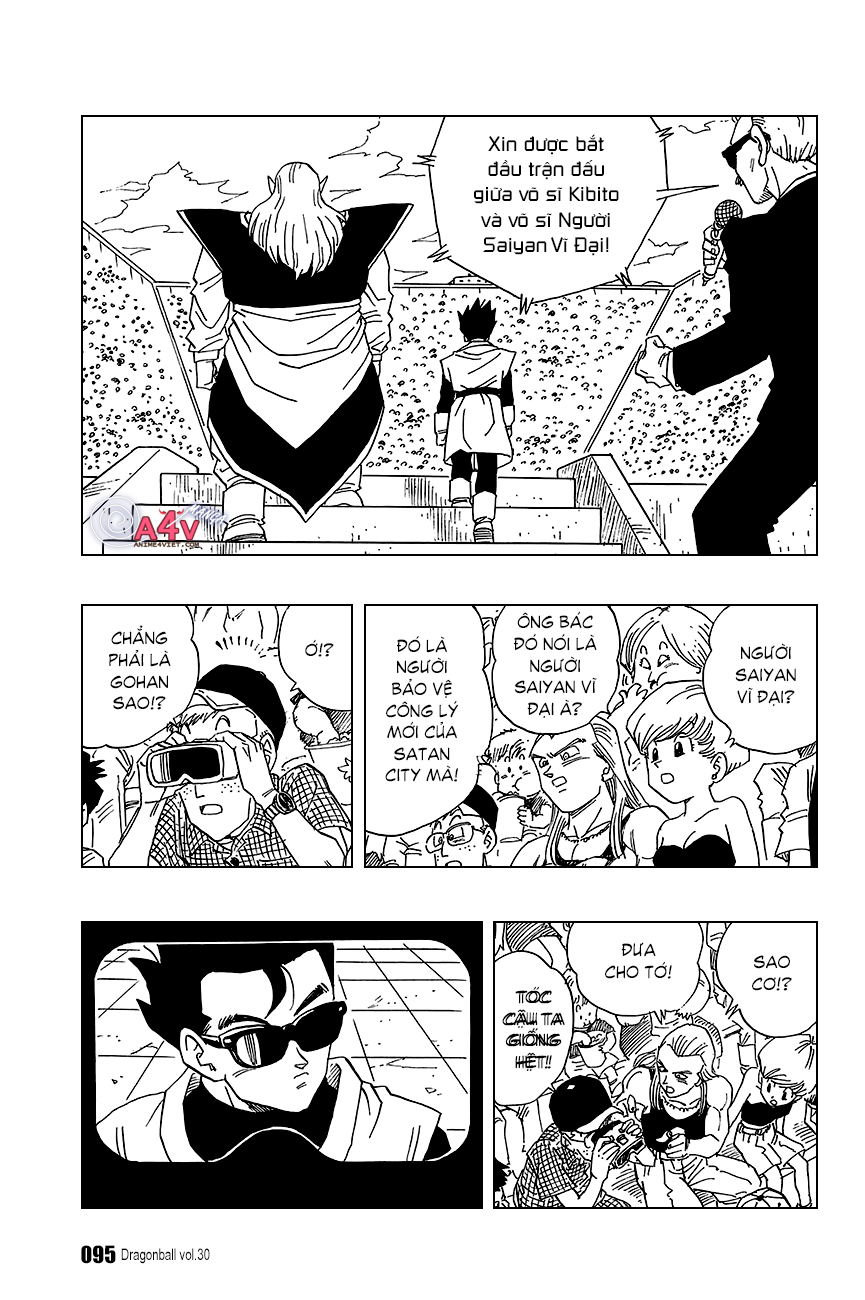 Xin được bắt
đầu trận đấu
giữa võ sĩ Kibito
và võ sĩ Người
Saiyan Vĩ Đại!
A4V
ANIME4VIET.COM
NGƯỜI
SAIYAN
VĨ ĐẠI?
ÔNG BÁC
ĐÓ NÓI LÀ
NGƯỜI
SAIYAN VĨ
ĐẠI À?
ĐÓ LÀ
NGƯỜI
BẢO VỆ
CÔNG LÝ
MỚI CỦA
SATAN
CITY MÀ!
Ớ!?
CHẲNG
PHẢI LÀ
GOHAN
SAO!?
SAO
CƠ!?
ĐƯA
CHO TỚ!
TÓC
CẬU TA
GIỐNG
HỆT!!
095 Dragonball vol.30